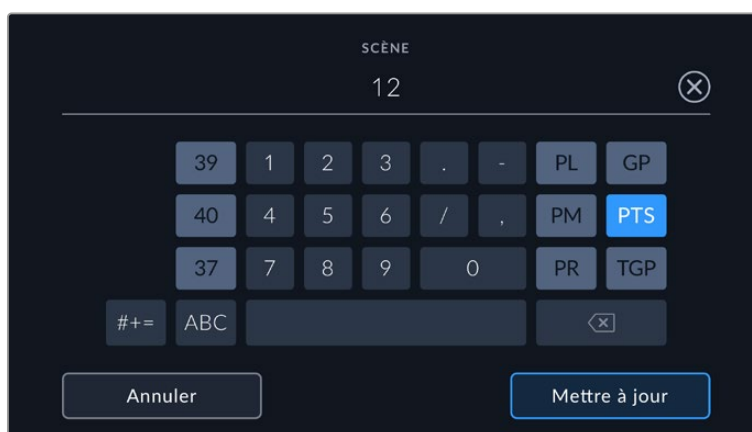 SCÈNE
12
39 1 2 3 . - PL GP
40 4 5 6 / , PM PTS
37 7 8 9 0 PR TGP
#+= ABC
Annuler Mettre à jour